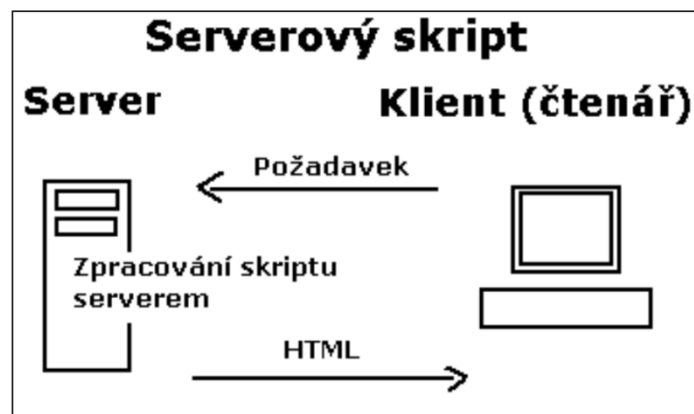 Serverový skript
Server
Klient (čtenář)
Požadavek
Zpracování skriptu
serverem
HTML